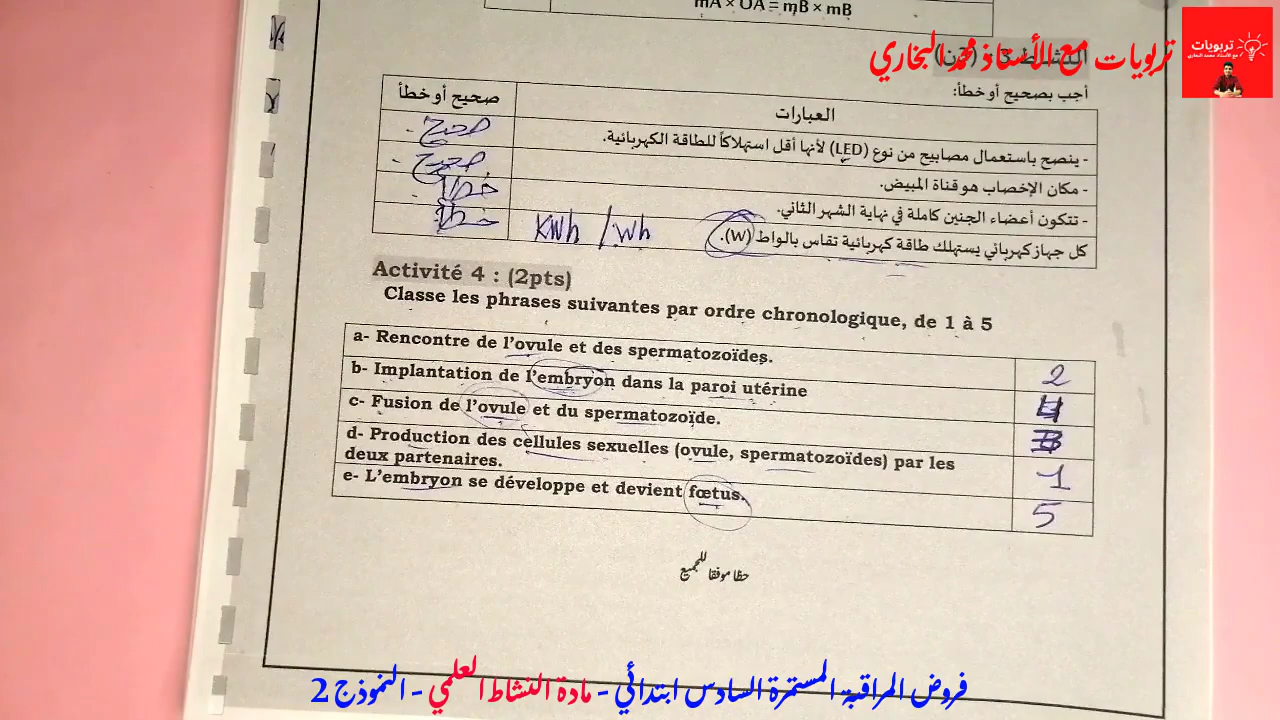 mA × OA = mB × mB
تربويات مع الأستاذ محمد البخاري
تربويات
أجب بصحيح أو خطأ:
العبارات صحيح أو خطأ
- ينصح باستعمال مصابيح من نوع (LED) لأنها أقل استهلاكاً للطاقة الكهربائية. صحيح
- مكان الإخصاب هو قناة المبيض. صحيح
- تتكون أعضاء الجنين كاملة في نهاية الشهر الثاني. خطأ
كل جهاز كهربائي يستهلك طاقة كهربائية تقاس بالواط (W). KWh / Wh خطأ
Activité 4 : (2pts)
Classe les phrases suivantes par ordre chronologique, de 1 à 5
a- Rencontre de l'ovule et des spermatozoïdes. 2
b- Implantation de l'embryon dans la paroi utérine 4
c- Fusion de l'ovule et du spermatozoïde. 3
d- Production des cellules sexuelles (ovule, spermatozoïdes) par les
deux partenaires. 1
e- L'embryon se développe et devient fœtus. 5
حظا موفقا للجميع
فروض المراقبة المستمرة السادس ابتدائي - مادة النشاط العلمي - النموذج 2